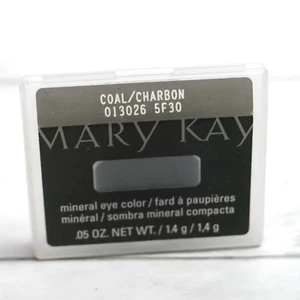 COAL/CHARBON
013026 5F30
MARY KAY
mineral eye color / fard à paupières
minéral / sombra mineral compacta
.05 OZ. NET WT. / 1.4 g / 1,4 g